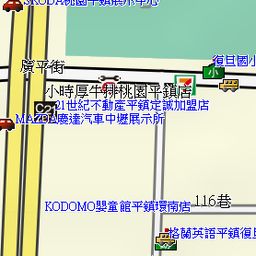 SKODA桃園平鎮展示中心
復旦國小
廣平街
小
小時厚牛排桃園平鎮店
C2
21世紀不動產平鎮定誠加盟店
MAZDA慶達汽車中壢展示所
116巷
KODOMO嬰童館平鎮環南店
格蘭英語平鎮復旦